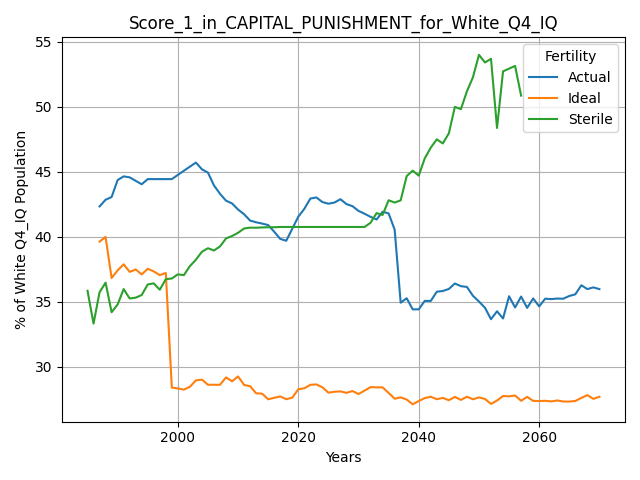 Score_1_in_CAPITAL_PUNISHMENT_for_White_Q4_IQ
% of White Q4_IQ Population
55
50
45
40
35
30
Fertility
Actual
Ideal
Sterile
2000
2020
2040
2060
Years